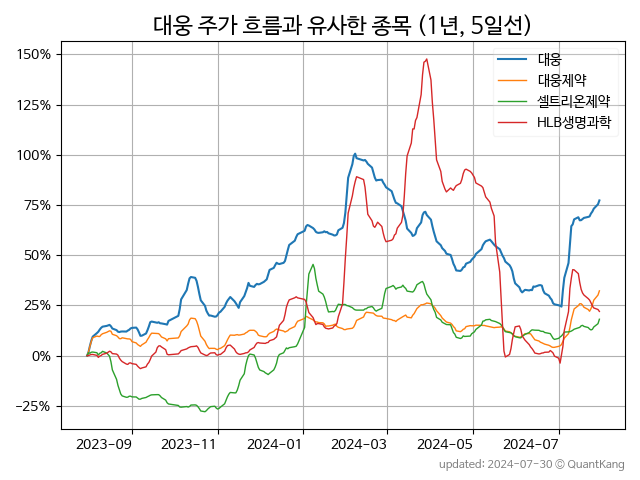 대웅 주가 흐름과 유사한 종목 (1년, 5일선)
대웅
대웅제약
셀트리온제약
HLB생명과학
150%
125%
100%
75%
50%
25%
0%
−25%
2023-09
2023-11
2024-01
2024-03
2024-05
2024-07
updated: 2024-07-30 © QuantKang